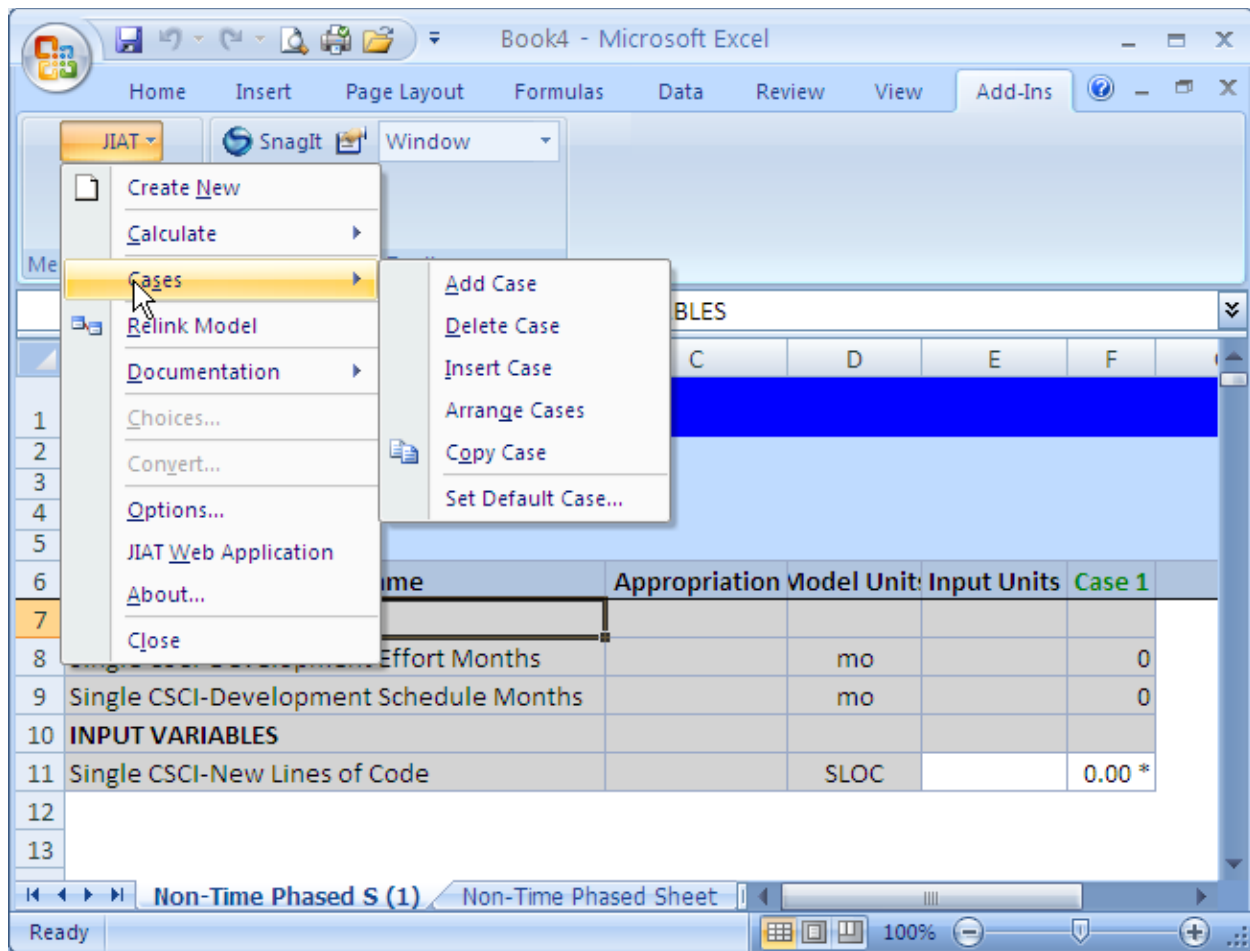 Book4 - Microsoft Excel
Home Insert Page Layout Formulas Data Review View Add-Ins
JIAT SnagIt Window
Create New
Calculate
Me
Cases
Relink Model
Documentation
Choices...
Convert...
Options...
JIAT Web Application
About...
Close
Add Case
Delete Case
Insert Case
Arrange Cases
Copy Case
Set Default Case...
BLES
C D E F
1
2
3
4
5
6 ame Appropriation Model Unit Input Units Case 1
7
8 Effort Months mo 0
9 Single CSCI-Development Schedule Months mo 0
10 INPUT VARIABLES
11 Single CSCI-New Lines of Code SLOC 0.00 *
12
13
Non-Time Phased S (1) Non-Time Phased Sheet
Ready 100%